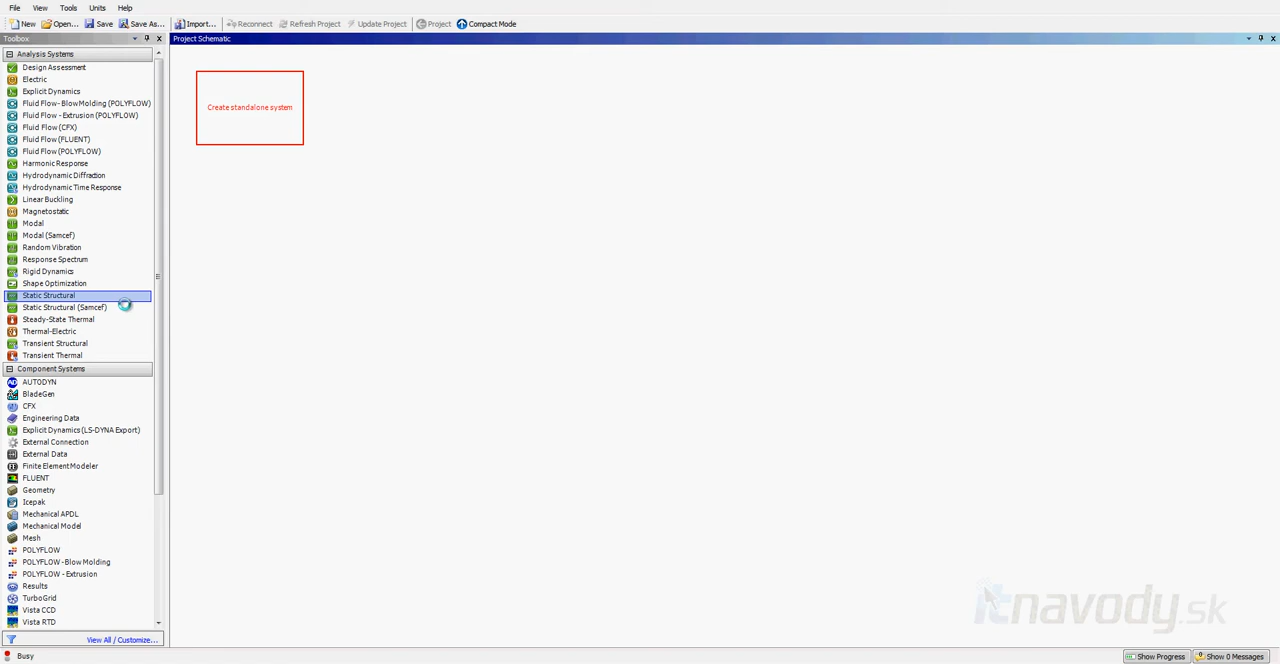 File View Tools Units Help
New Open... Save Save As... Import... Reconnect Refresh Project Update Project Project Compact Mode
Toolbox
Project Schematic
Analysis Systems
Design Assessment
Electric
Explicit Dynamics
Fluid Flow- Blow Molding (POLYFLOW)
Fluid Flow - Extrusion (POLYFLOW)
Fluid Flow (CFX)
Fluid Flow (FLUENT)
Fluid Flow (POLYFLOW)
Harmonic Response
Hydrodynamic Diffraction
Hydrodynamic Time Response
Linear Buckling
Magnetostatic
Modal
Modal (Samcef)
Random Vibration
Response Spectrum
Rigid Dynamics
Shape Optimization
Static Structural
Static Structural (Samcef)
Steady-State Thermal
Thermal-Electric
Transient Structural
Transient Thermal
Component Systems
AUTODYN
BladeGen
CFX
Engineering Data
Explicit Dynamics (LS-DYNA Export)
External Connection
External Data
Finite Element Modeler
FLUENT
Geometry
Icepak
Mechanical APDL
Mechanical Model
Mesh
POLYFLOW
POLYFLOW - Blow Molding
POLYFLOW - Extrusion
Results
TurboGrid
Vista CCD
Vista RTD
View All / Customize...
Create standalone system
itnavody.sk
Busy
Show Progress Show 0 Messages